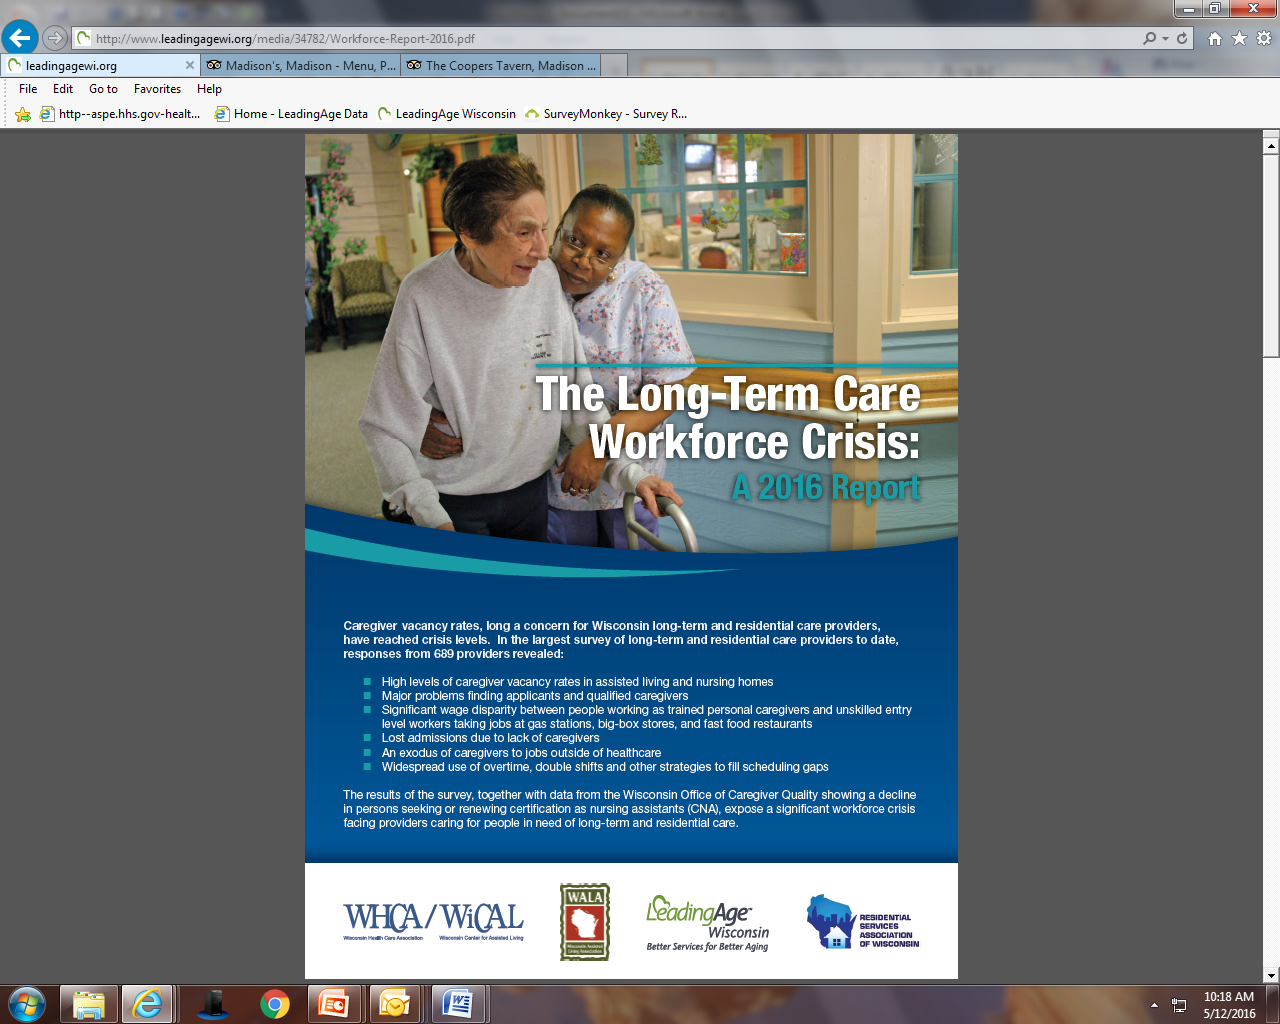 http://www.leadingagewi.org/media/34782/Workforce-Report-2016.pdf
leadingagewi.org
Madison's, Madison - Menu, P...
The Coopers Tavern, Madison ...
File Edit Go to Favorites Help
http--aspe.hhs.gov-healt...
Home - LeadingAge Data
LeadingAge Wisconsin
SurveyMonkey - Survey R...
The Long-Term Care
Workforce Crisis:
A 2016 Report
Caregiver vacancy rates, long a concern for Wisconsin long-term and residential care providers,
have reached crisis levels. In the largest survey of long-term and residential care providers to date,
responses from 689 providers revealed:
High levels of caregiver vacancy rates in assisted living and nursing homes
Major problems finding applicants and qualified caregivers
Significant wage disparity between people working as trained personal caregivers and unskilled entry
level workers taking jobs at gas stations, big-box stores, and fast food restaurants
Lost admissions due to lack of caregivers
An exodus of caregivers to jobs outside of healthcare
Widespread use of overtime, double shifts and other strategies to fill scheduling gaps
The results of the survey, together with data from the Wisconsin Office of Caregiver Quality showing a decline
in persons seeking or renewing certification as nursing assistants (CNA), expose a significant workforce crisis
facing providers caring for people in need of long-term and residential care.
WHCA/WiCAL
Wisconsin Health Care Association Wisconsin Center for Assisted Living
WALA
Wisconsin Assisted
Living Association
LeadingAge™
Wisconsin
Better Services for Better Aging
RESIDENTIAL
SERVICES
ASSOCIATION
OF WISCONSIN
10:18 AM
5/12/2016